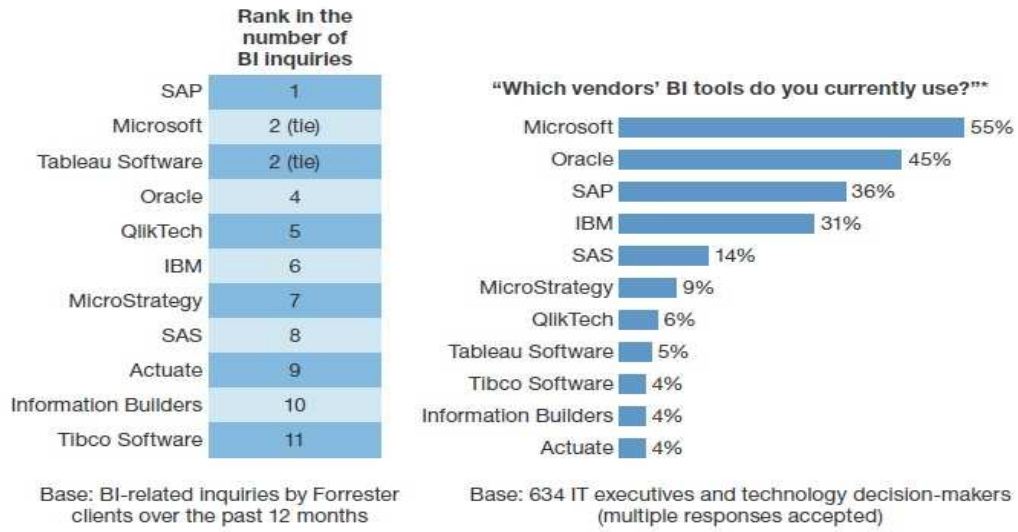 Rank in the
number of
BI inquiries
SAP 1
Microsoft 2 (tie)
Tableau Software 2 (tie)
Oracle 4
QlikTech 5
IBM 6
MicroStrategy 7
SAS 8
Actuate 9
Information Builders 10
Tibco Software 11
Base: BI-related inquiries by Forrester
clients over the past 12 months
“Which vendors’ BI tools do you currently use?”*
Microsoft 55%
Oracle 45%
SAP 36%
IBM 31%
SAS 14%
MicroStrategy 9%
QlikTech 6%
Tableau Software 5%
Tibco Software 4%
Information Builders 4%
Actuate 4%
Base: 634 IT executives and technology decision-makers
(multiple responses accepted)